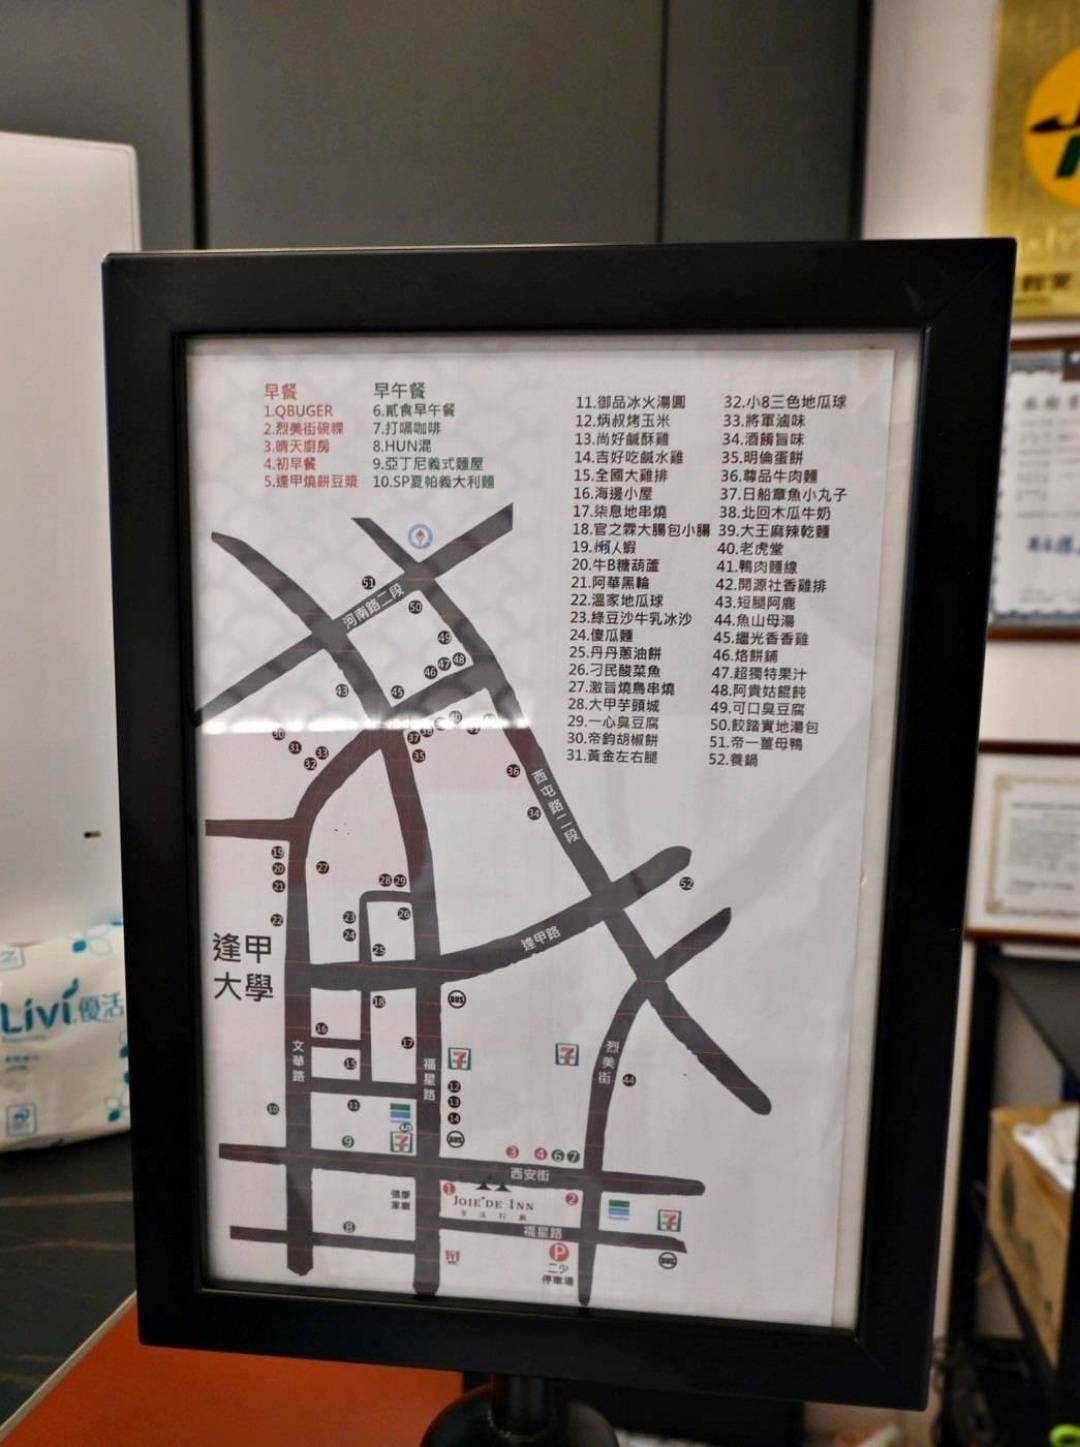 早餐
1.QBUGER
2.烈美街碗粿
3.晴天廚房
4.初早餐
5.逢甲燒餅豆漿
早午餐
6.貳食早午餐
7.打嗝咖啡
8.HUN混
9.亞丁尼義式麵屋
10.SP夏帕義大利麵
11.御品冰火湯圓
12.炳叔烤玉米
13.尚好鹹酥雞
14.吉好吃鹹水雞
15.全國大雞排
16.海邊小屋
17.柒息地串燒
18.官之霖大腸包小腸
19.懶人蝦
20.牛B糖葫蘆
21.阿華黑輪
22.溫家地瓜球
23.綠豆沙牛乳冰沙
24.傻瓜麵
25.丹丹蔥油餅
26.刁民酸菜魚
27.激旨燒鳥串燒
28.大甲芋頭城
29.一心臭豆腐
30.帝鈞胡椒餅
31.黃金左右腿
32.小8三色地瓜球
33.將軍滷味
34.酒餚旨味
35.明倫蛋餅
36.尊品牛肉麵
37.日船章魚小丸子
38.北回木瓜牛奶
39.大王麻辣乾麵
40.老虎堂
41.鴨肉麵線
42.開源社香雞排
43.短腿阿鹿
44.魚山母湯
45.繼光香香雞
46.烙餅鋪
47.超獨特果汁
48.阿貴姑餛飩
49.可口臭豆腐
50.餃踏實地湯包
51.帝一薑母鴨
52.養鍋
河南路二段
西屯路二段
逢甲路
逢甲
大學
文華路
福星路
烈美街
西安街
JOIE DE INN
福星路
二少
停車場
P
BUS
BUS
BUS
Livi 優活